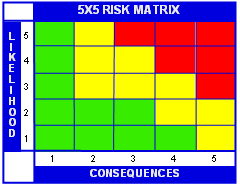 5X5 RISK MATRIX
LIKELIHOOD
5
4
3
2
1
1 2 3 4 5
CONSEQUENCES